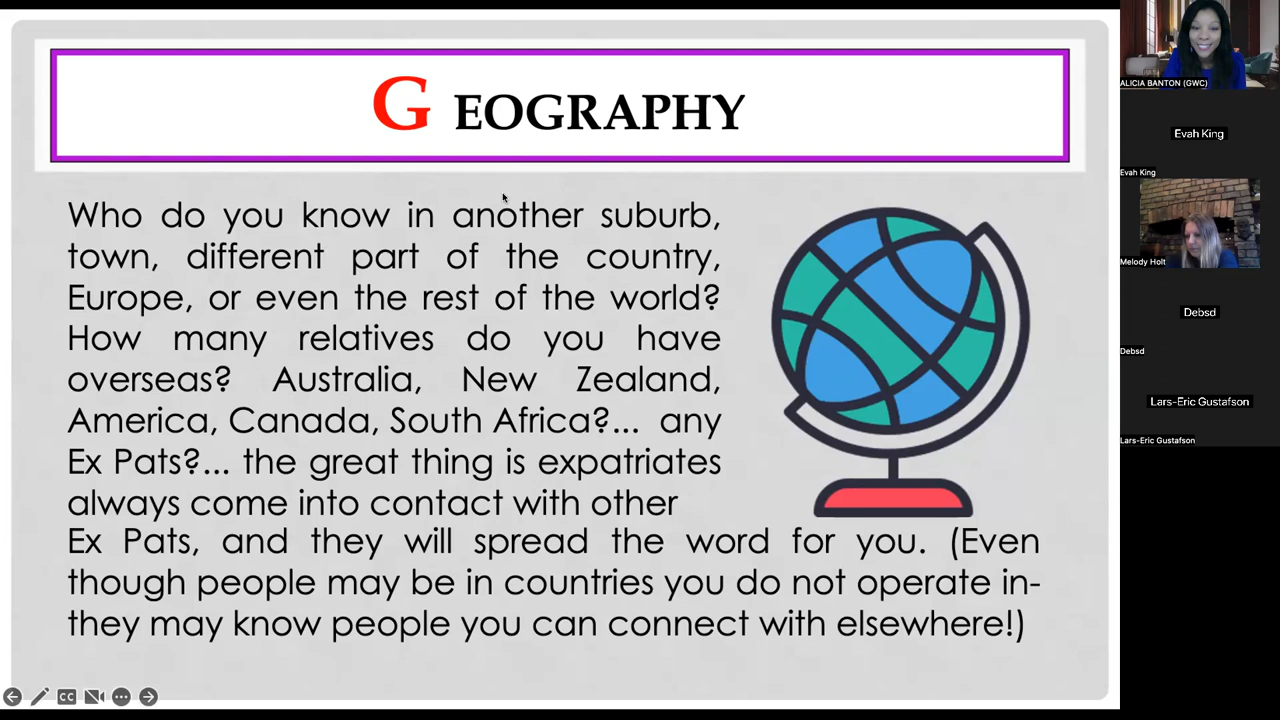 G EOGRAPHY
Who do you know in another suburb,
town, different part of the country,
Europe, or even the rest of the world?
How many relatives do you have
overseas? Australia, New Zealand,
America, Canada, South Africa?... any
Ex Pats?... the great thing is expatriates
always come into contact with other
Ex Pats, and they will spread the word for you. (Even
though people may be in countries you do not operate in-
they may know people you can connect with elsewhere!)
CC
ALICIA BANTON (GWC)
Evah King
Evah King
Melody Holt
Debsd
Debsd
Lars-Eric Gustafson
Lars-Eric Gustafson